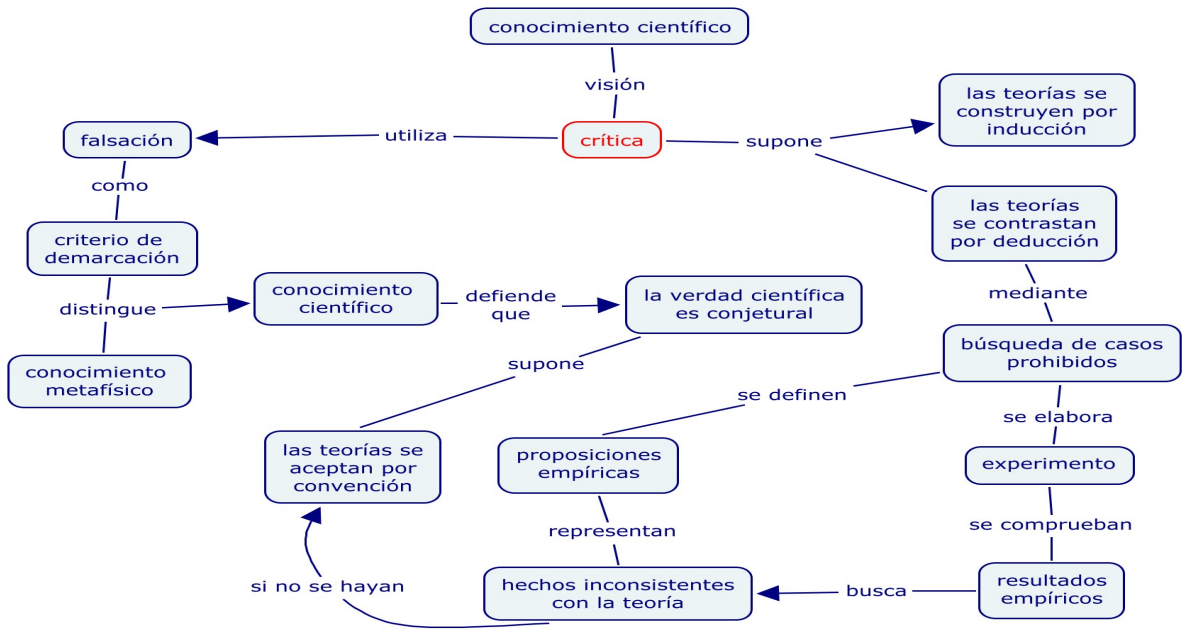 conocimiento científico
visión
crítica
utiliza
falsación
como
criterio de
demarcación
distingue
conocimiento
metafísico
conocimiento
científico
defiende
que
la verdad científica
es conjetural
supone
las teorías se
aceptan por
convención
supone
las teorías se
construyen por
inducción
las teorías
se contrastan
por deducción
mediante
búsqueda de casos
prohibidos
se definen
proposiciones
empíricas
representan
hechos inconsistentes
con la teoría
si no se hayan
se elabora
experimento
se comprueban
resultados
empíricos
busca